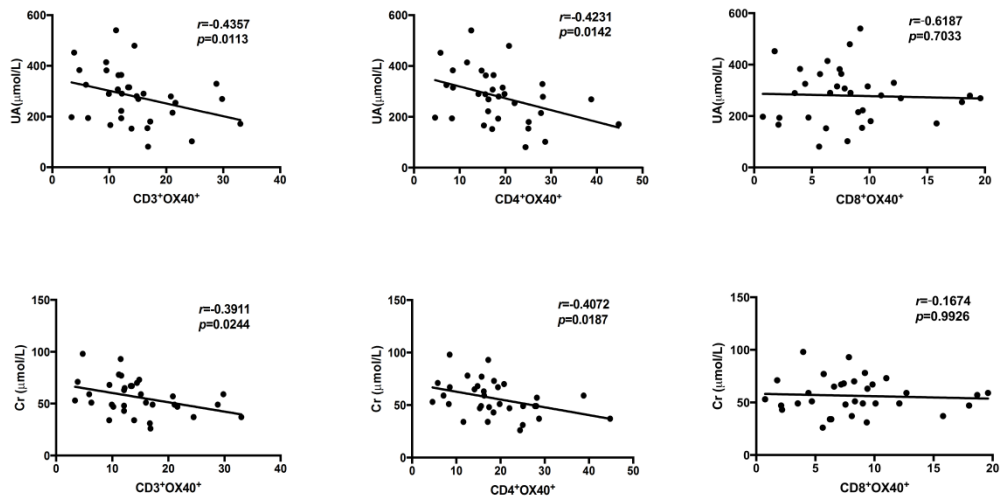 r=-0.4357
p=0.0113
600
400
200
0
UA(μmol/L)
0 10 20 30 40
CD3+OX40+
r=-0.4231
p=0.0142
600
400
200
0
UA(μmol/L)
0 10 20 30 40 50
CD4+OX40+
r=-0.6187
p=0.7033
600
400
200
0
UA(μmol/L)
0 5 10 15 20
CD8+OX40+
r=-0.3911
p=0.0244
150
100
50
0
Cr (μmol/L)
0 10 20 30 40
CD3+OX40+
r=-0.4072
p=0.0187
150
100
50
0
Cr (μmol/L)
0 10 20 30 40 50
CD4+OX40+
r=-0.1674
p=0.9926
150
100
50
0
Cr (μmol/L)
0 5 10 15 20
CD8+OX40+